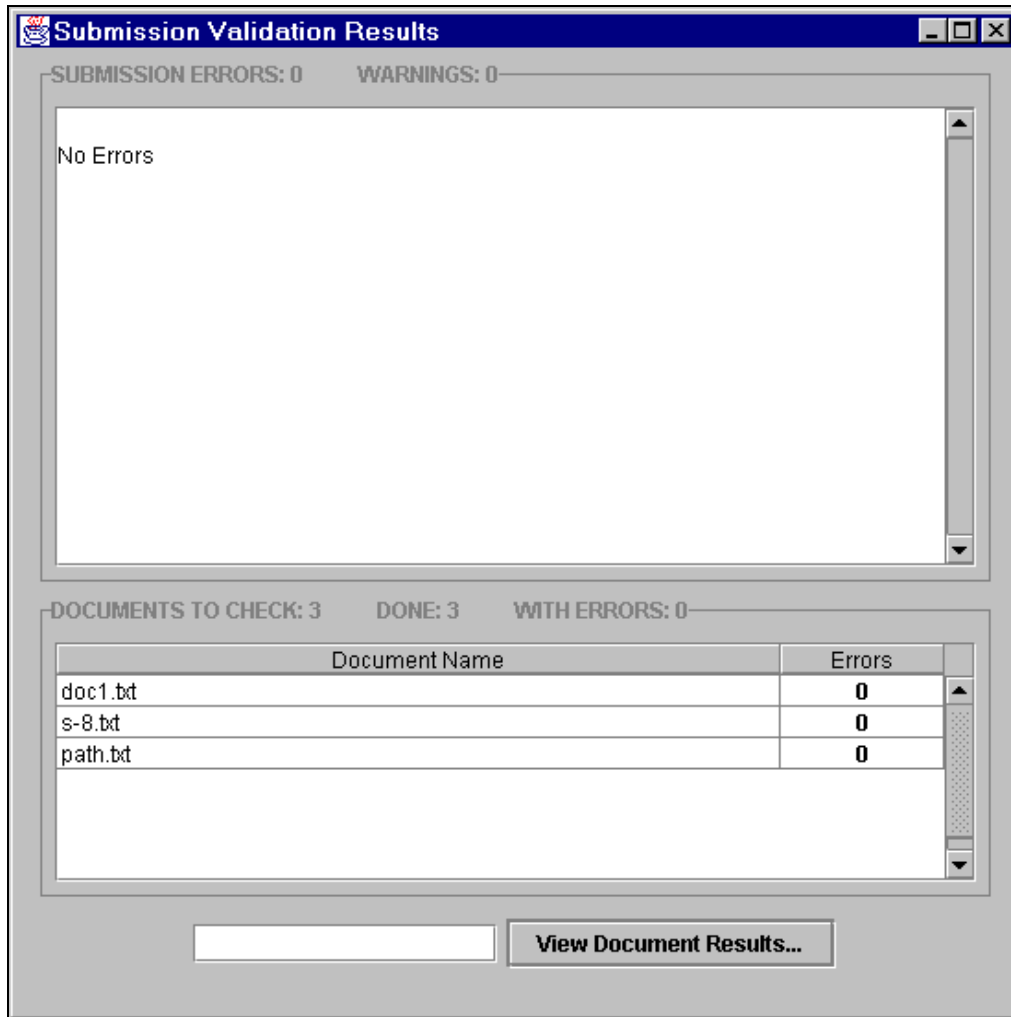 Submission Validation Results
SUBMISSION ERRORS: 0 WARNINGS: 0
No Errors
DOCUMENTS TO CHECK: 3 DONE: 3 WITH ERRORS: 0
Document Name Errors
doc1.txt 0
s-8.txt 0
path.txt 0
View Document Results...